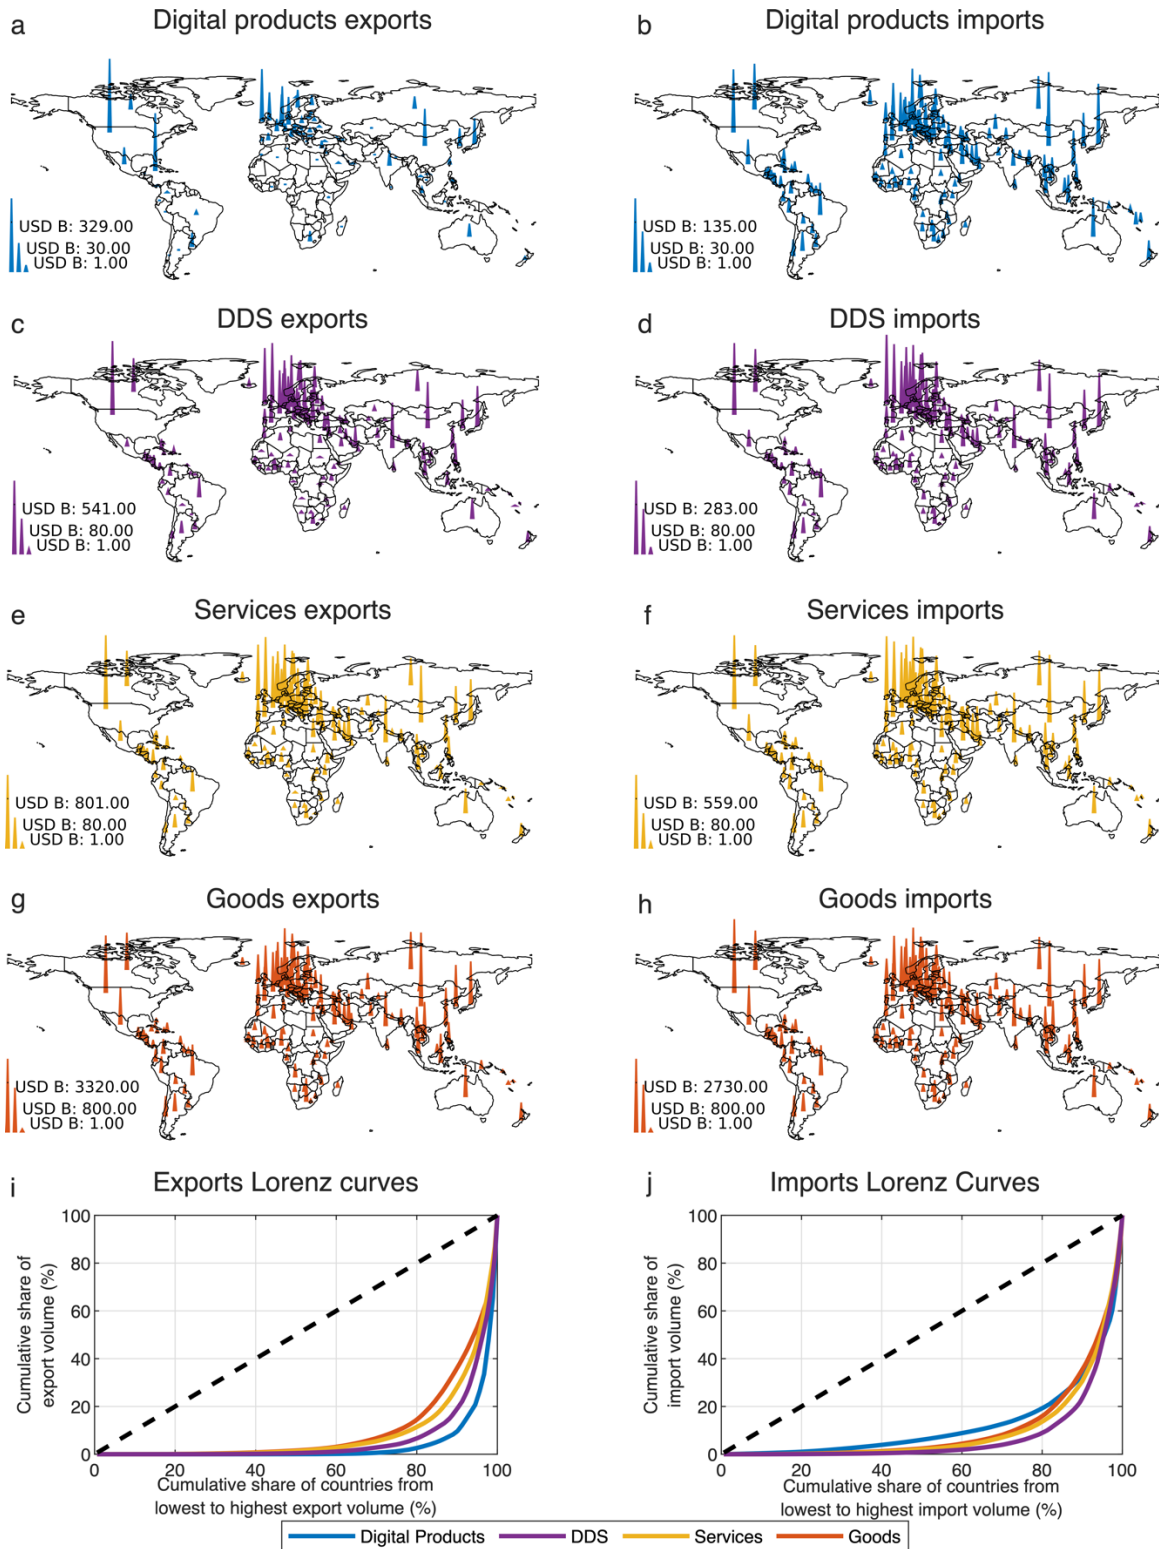 a Digital products exports
b Digital products imports
USD B: 329.00
USD B: 30.00
USD B: 1.00
USD B: 135.00
USD B: 30.00
USD B: 1.00
c DDS exports
d DDS imports
USD B: 541.00
USD B: 80.00
USD B: 1.00
USD B: 283.00
USD B: 80.00
USD B: 1.00
e Services exports
f Services imports
USD B: 801.00
USD B: 80.00
USD B: 1.00
USD B: 559.00
USD B: 80.00
USD B: 1.00
g Goods exports
h Goods imports
USD B: 3320.00
USD B: 800.00
USD B: 1.00
USD B: 2730.00
USD B: 800.00
USD B: 1.00
i Exports Lorenz curves
Cumulative share of
export volume (%)
100
80
60
40
20
0
0 20 40 60 80 100
Cumulative share of countries from
lowest to highest export volume (%)
j Imports Lorenz Curves
Cumulative share of
import volume (%)
100
80
60
40
20
0
0 20 40 60 80 100
Cumulative share of countries from
lowest to highest import volume (%)
Digital Products DDS Services Goods